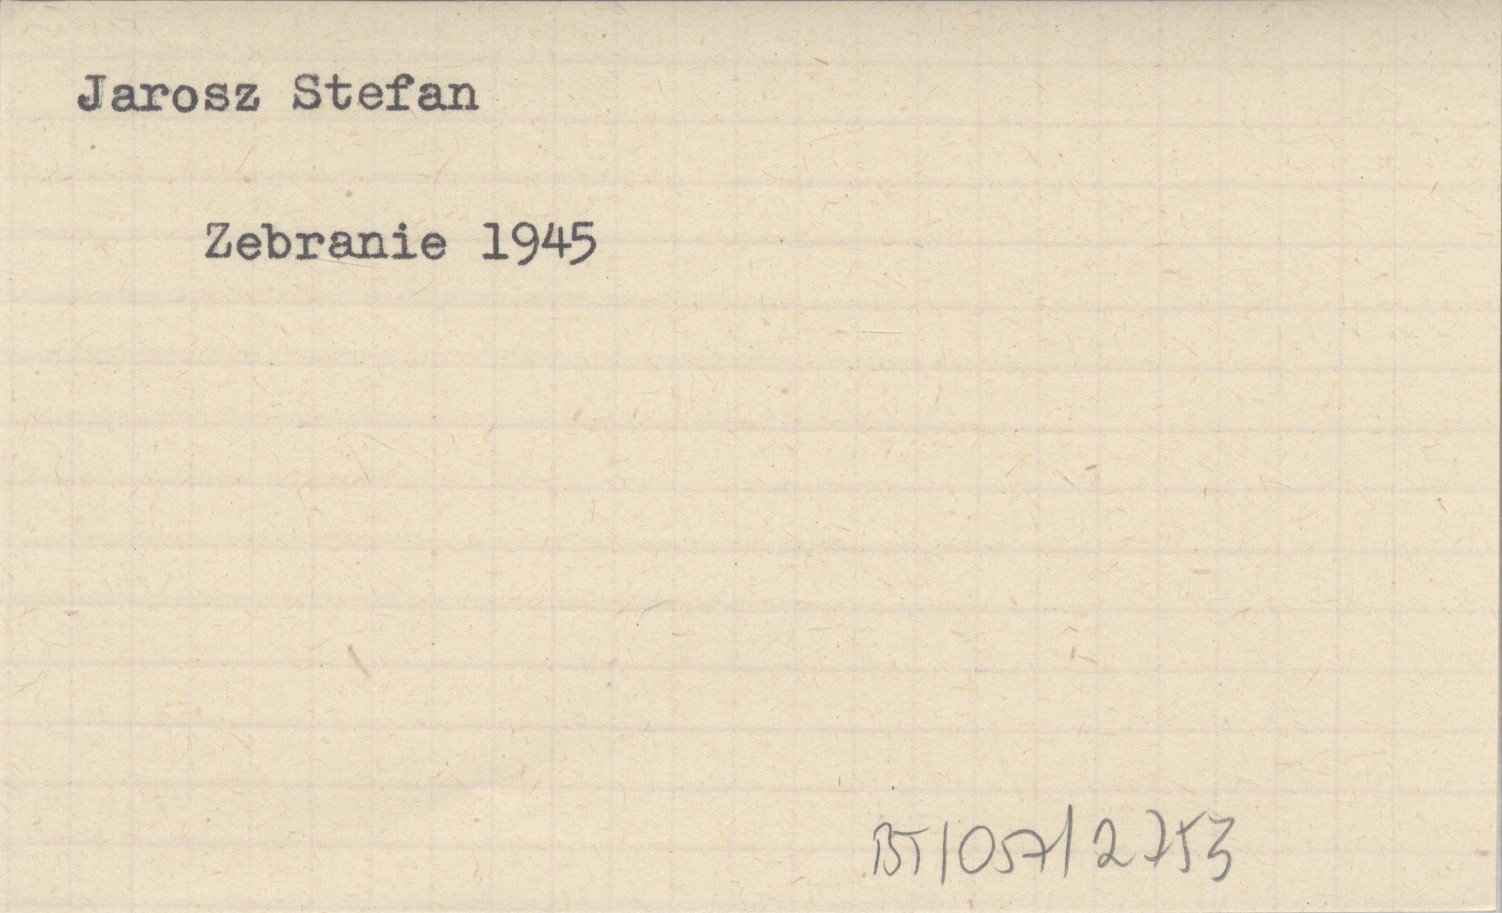 Jarosz Stefan
Zebranie 1945
BT/057/2753